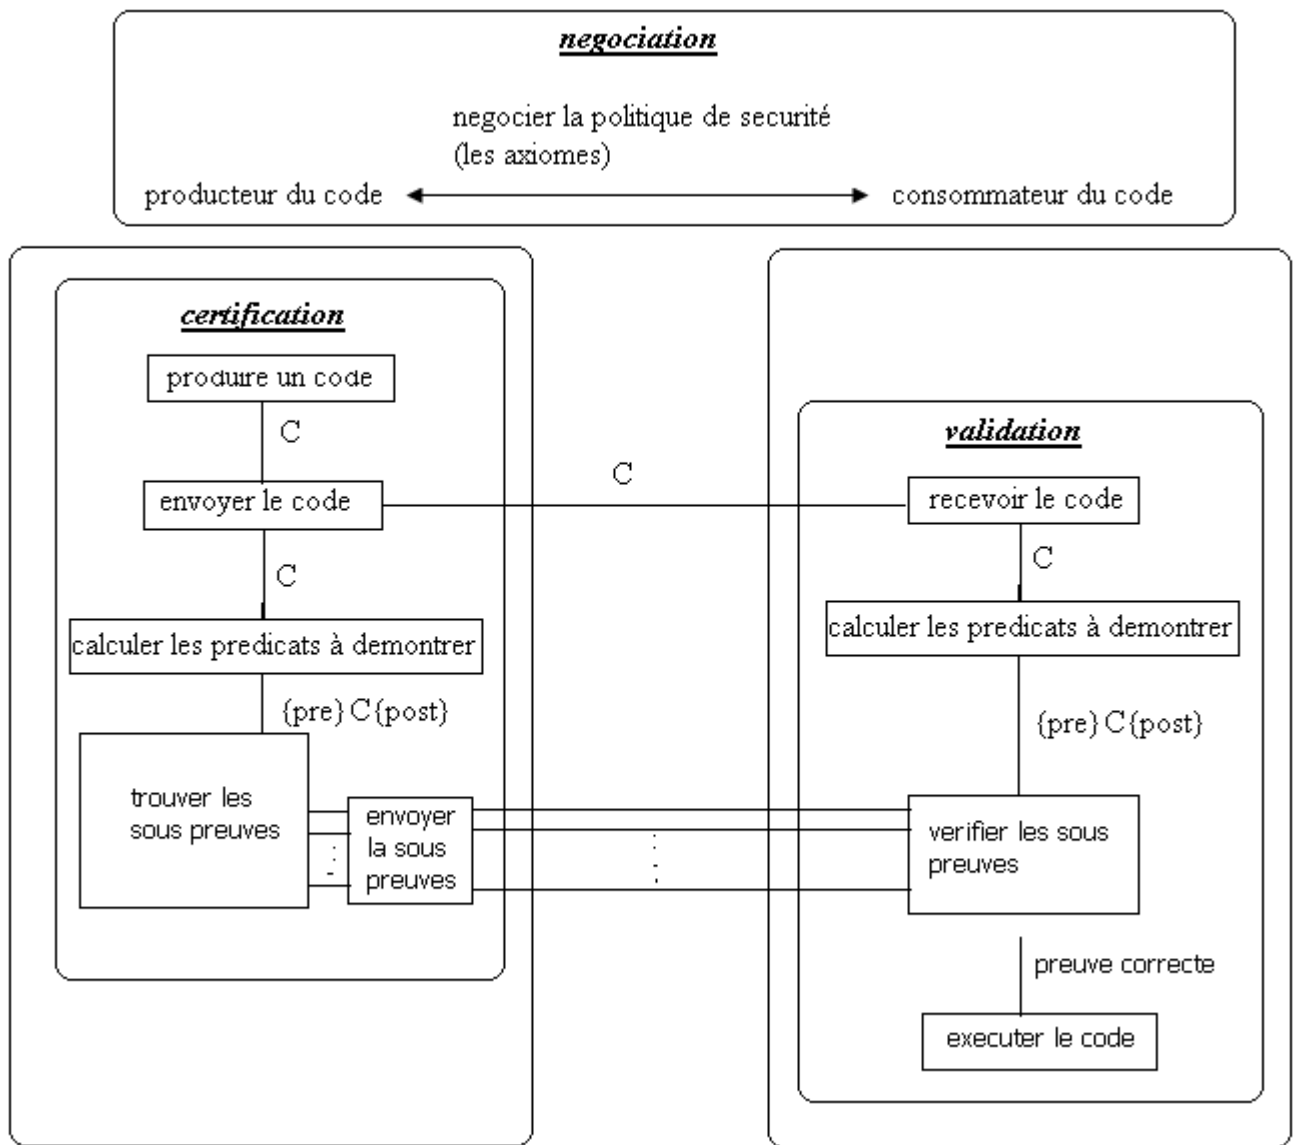 negociation
negocier la politique de securité
(les axiomes)
producteur du code
consommateur du code
certification
produire un code
C
envoyer le code
C
calculer les predicats à demontrer
{pre} C{post}
trouver les
sous preuves
envoyer
la sous
preuves
C
validation
recevoir le code
C
calculer les predicats à demontrer
{pre} C{post}
verifier les sous
preuves
preuve correcte
executer le code